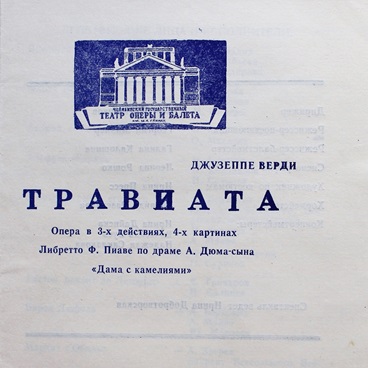 ЧЕЛЯБИНСКИЙ ГОСУДАРСТВЕННЫЙ
ТЕАТР ОПЕРЫ И БАЛЕТА
ДЖУЗЕППЕ ВЕРДИ
ТРАВИАТА
Опера в 3-х действиях, 4-х картинах
Либретто Ф. Пиаве по драме А. Дюма-сына
«Дама с камелиями»